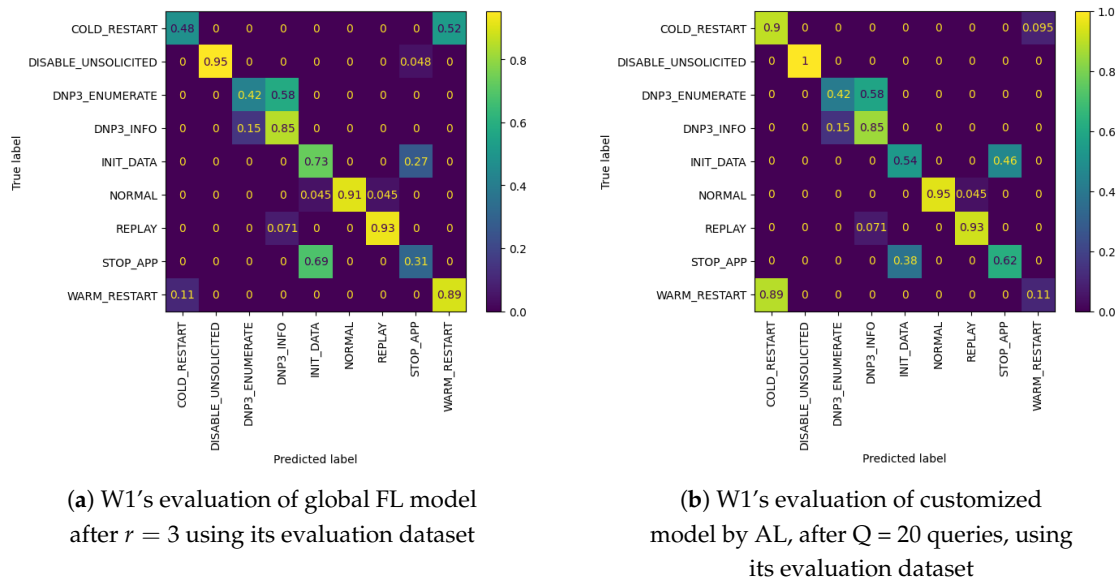 COLD_RESTART 0.48 0 0 0 0 0 0 0 0.52
DISABLE_UNSOLICITED 0 0.95 0 0 0 0 0 0.048 0
DNP3_ENUMERATE 0 0 0.42 0.58 0 0 0 0 0
DNP3_INFO 0 0 0.15 0.85 0 0 0 0 0
INIT_DATA 0 0 0 0 0.73 0 0 0.27 0
NORMAL 0 0 0 0 0.045 0.91 0.045 0 0
REPLAY 0 0 0 0.071 0 0 0.93 0 0
STOP_APP 0 0 0 0 0.69 0 0 0.31 0
WARM_RESTART 0.11 0 0 0 0 0 0 0 0.89
True label
COLD_RESTART
DISABLE_UNSOLICITED
DNP3_ENUMERATE
DNP3_INFO
INIT_DATA
NORMAL
REPLAY
STOP_APP
WARM_RESTART
Predicted label
0.8
0.6
0.4
0.2
0.0
(a) W1's evaluation of global FL model
after r = 3 using its evaluation dataset
COLD_RESTART 0.9 0 0 0 0 0 0 0 0.095
DISABLE_UNSOLICITED 0 1 0 0 0 0 0 0 0
DNP3_ENUMERATE 0 0 0.42 0.58 0 0 0 0 0
DNP3_INFO 0 0 0.15 0.85 0 0 0 0 0
INIT_DATA 0 0 0 0 0.54 0 0 0.46 0
NORMAL 0 0 0 0 0 0.95 0.045 0 0
REPLAY 0 0 0 0.071 0 0 0.93 0 0
STOP_APP 0 0 0 0 0.38 0 0 0.62 0
WARM_RESTART 0.89 0 0 0 0 0 0 0 0.11
True label
COLD_RESTART
DISABLE_UNSOLICITED
DNP3_ENUMERATE
DNP3_INFO
INIT_DATA
NORMAL
REPLAY
STOP_APP
WARM_RESTART
Predicted label
1.0
0.8
0.6
0.4
0.2
0.0
(b) W1's evaluation of customized
model by AL, after Q = 20 queries, using
its evaluation dataset